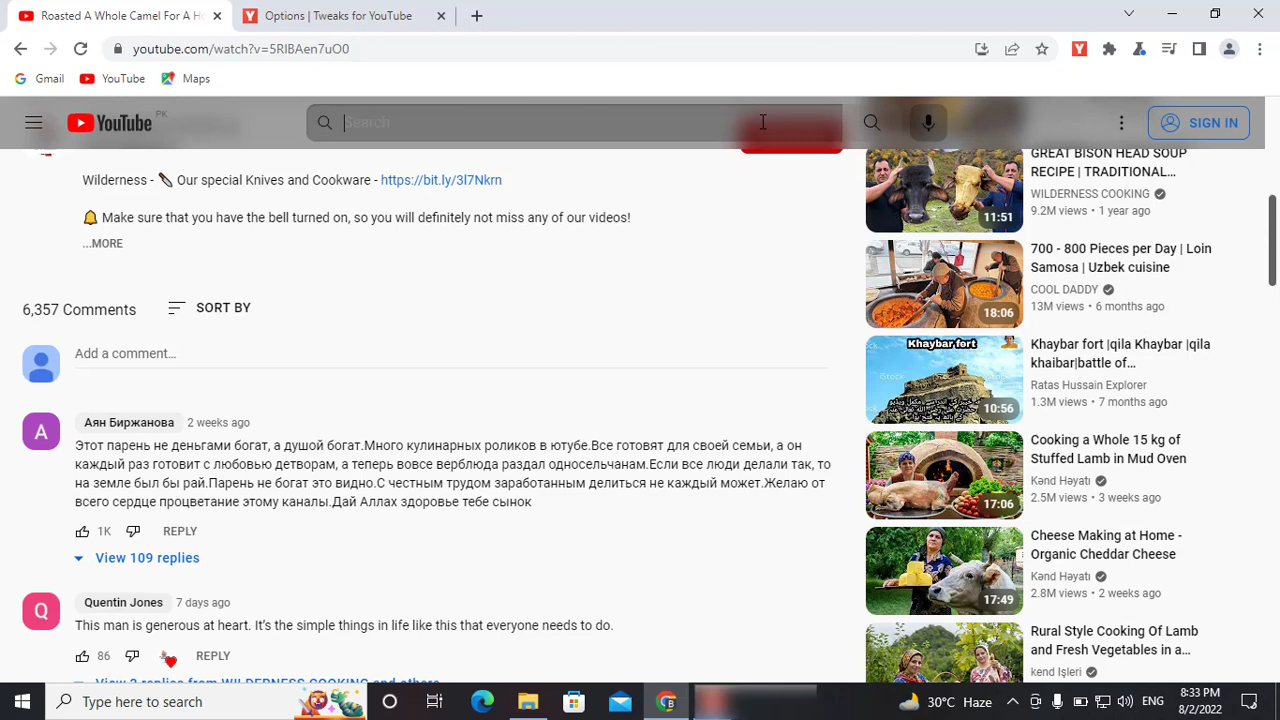 Roasted A Whole Camel For A H
Options | Tweaks for YouTube
youtube.com/watch?v=5RlBAen7uO0
Gmail
YouTube
Maps
YouTube PK
Search
SIGN IN
Wilderness - 🔪 Our special Knives and Cookware - https://bit.ly/3l7Nkrn
🔔 Make sure that you have the bell turned on, so you will definitely not miss any of our videos!
...MORE
6,357 Comments
SORT BY
Add a comment...
А
Аян Биржанова 2 weeks ago
Этот парень не деньгами богат, а душой богат.Много кулинарных роликов в ютубе.Все готовят для своей семьи, а он
каждый раз готовит с любовью детворам, а теперь вовсе верблюда раздал односельчанам.Если все люди делали так, то
на земле был бы рай.Парень не богат это видно.С честным трудом заработанным делиться не каждый может.Желаю от
всего сердце процветание этому каналы.Дай Аллах здоровье тебе сынок
1K
REPLY
View 109 replies
Q
Quentin Jones 7 days ago
This man is generous at heart. It's the simple things in life like this that everyone needs to do.
86
REPLY
View 2 replies from WILDERNESS COOKING and others
GREAT BISON HEAD SOUP
RECIPE | TRADITIONAL...
WILDERNESS COOKING
9.2M views • 1 year ago
11:51
700 - 800 Pieces per Day | Loin
Samosa | Uzbek cuisine
COOL DADDY
13M views • 6 months ago
18:06
Khaybar fort
iStock
Khaybar fort |qila Khaybar |qila
khaibar|battle of...
Ratas Hussain Explorer
1.3M views • 7 months ago
10:56
Cooking a Whole 15 kg of
Stuffed Lamb in Mud Oven
Kənd Həyatı
2.5M views • 3 weeks ago
17:06
Cheese Making at Home -
Organic Cheddar Cheese
Kənd Həyatı
2.8M views • 2 weeks ago
17:49
Rural Style Cooking Of Lamb
and Fresh Vegetables in a...
kend Işleri
Type here to search
30°C Haze
ENG
8:33 PM
8/2/2022